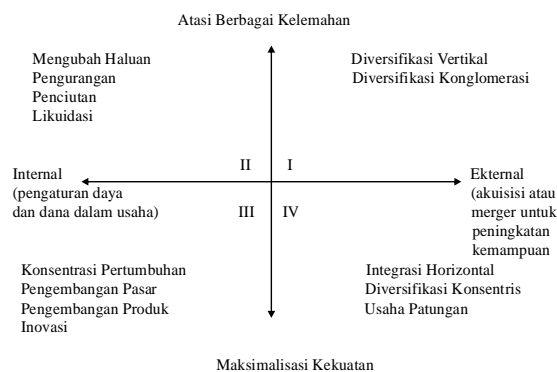 Atasi Berbagai Kelemahan
Mengubah Haluan
Pengurangan
Penciutan
Likuidasi
Diversifikasi Vertikal
Diversifikasi Konglomerasi
II
I
Internal
(pengaturan daya
dan dana dalam usaha)
Ekternal
(akuisisi atau
merger untuk
peningkatan
kemampuan
III
IV
Konsentrasi Pertumbuhan
Pengembangan Pasar
Pengembangan Produk
Inovasi
Integrasi Horizontal
Diversifikasi Konsentris
Usaha Patungan
Maksimalisasi Kekuatan